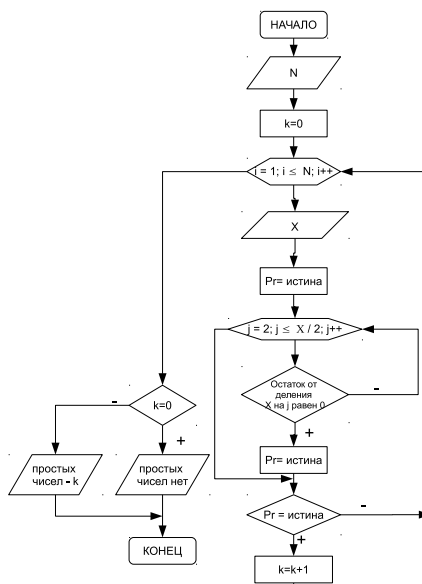 НАЧАЛО
N
k=0
i = 1; i ≤ N; i++
X
Pr= истина
j = 2; j ≤ X / 2; j++
Остаток от
деления
X на j равен 0
-
+
Pr= истина
Pr = истина
-
+
k=k+1
k=0
-
+
простых
чисел - k
простых
чисел нет
КОНЕЦ